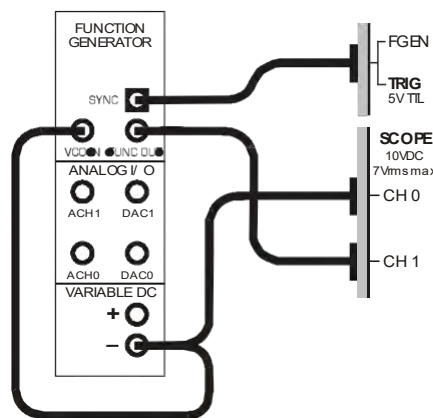 FUNCTION
GENERATOR
SYNC
VCO IN FUNC OUT
ANALOG I/ O
ACH1 DAC1
ACH0 DAC0
VARIABLE DC
+
−
FGEN
TRIG
5V TTL
SCOPE
10VDC
7Vrms max
CH 0
CH 1